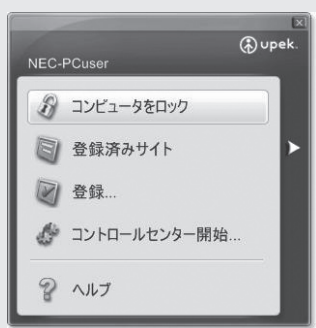 upek.
NEC-PCuser
コンピュータをロック
登録済みサイト
登録...
コントロールセンター開始...
ヘルプ